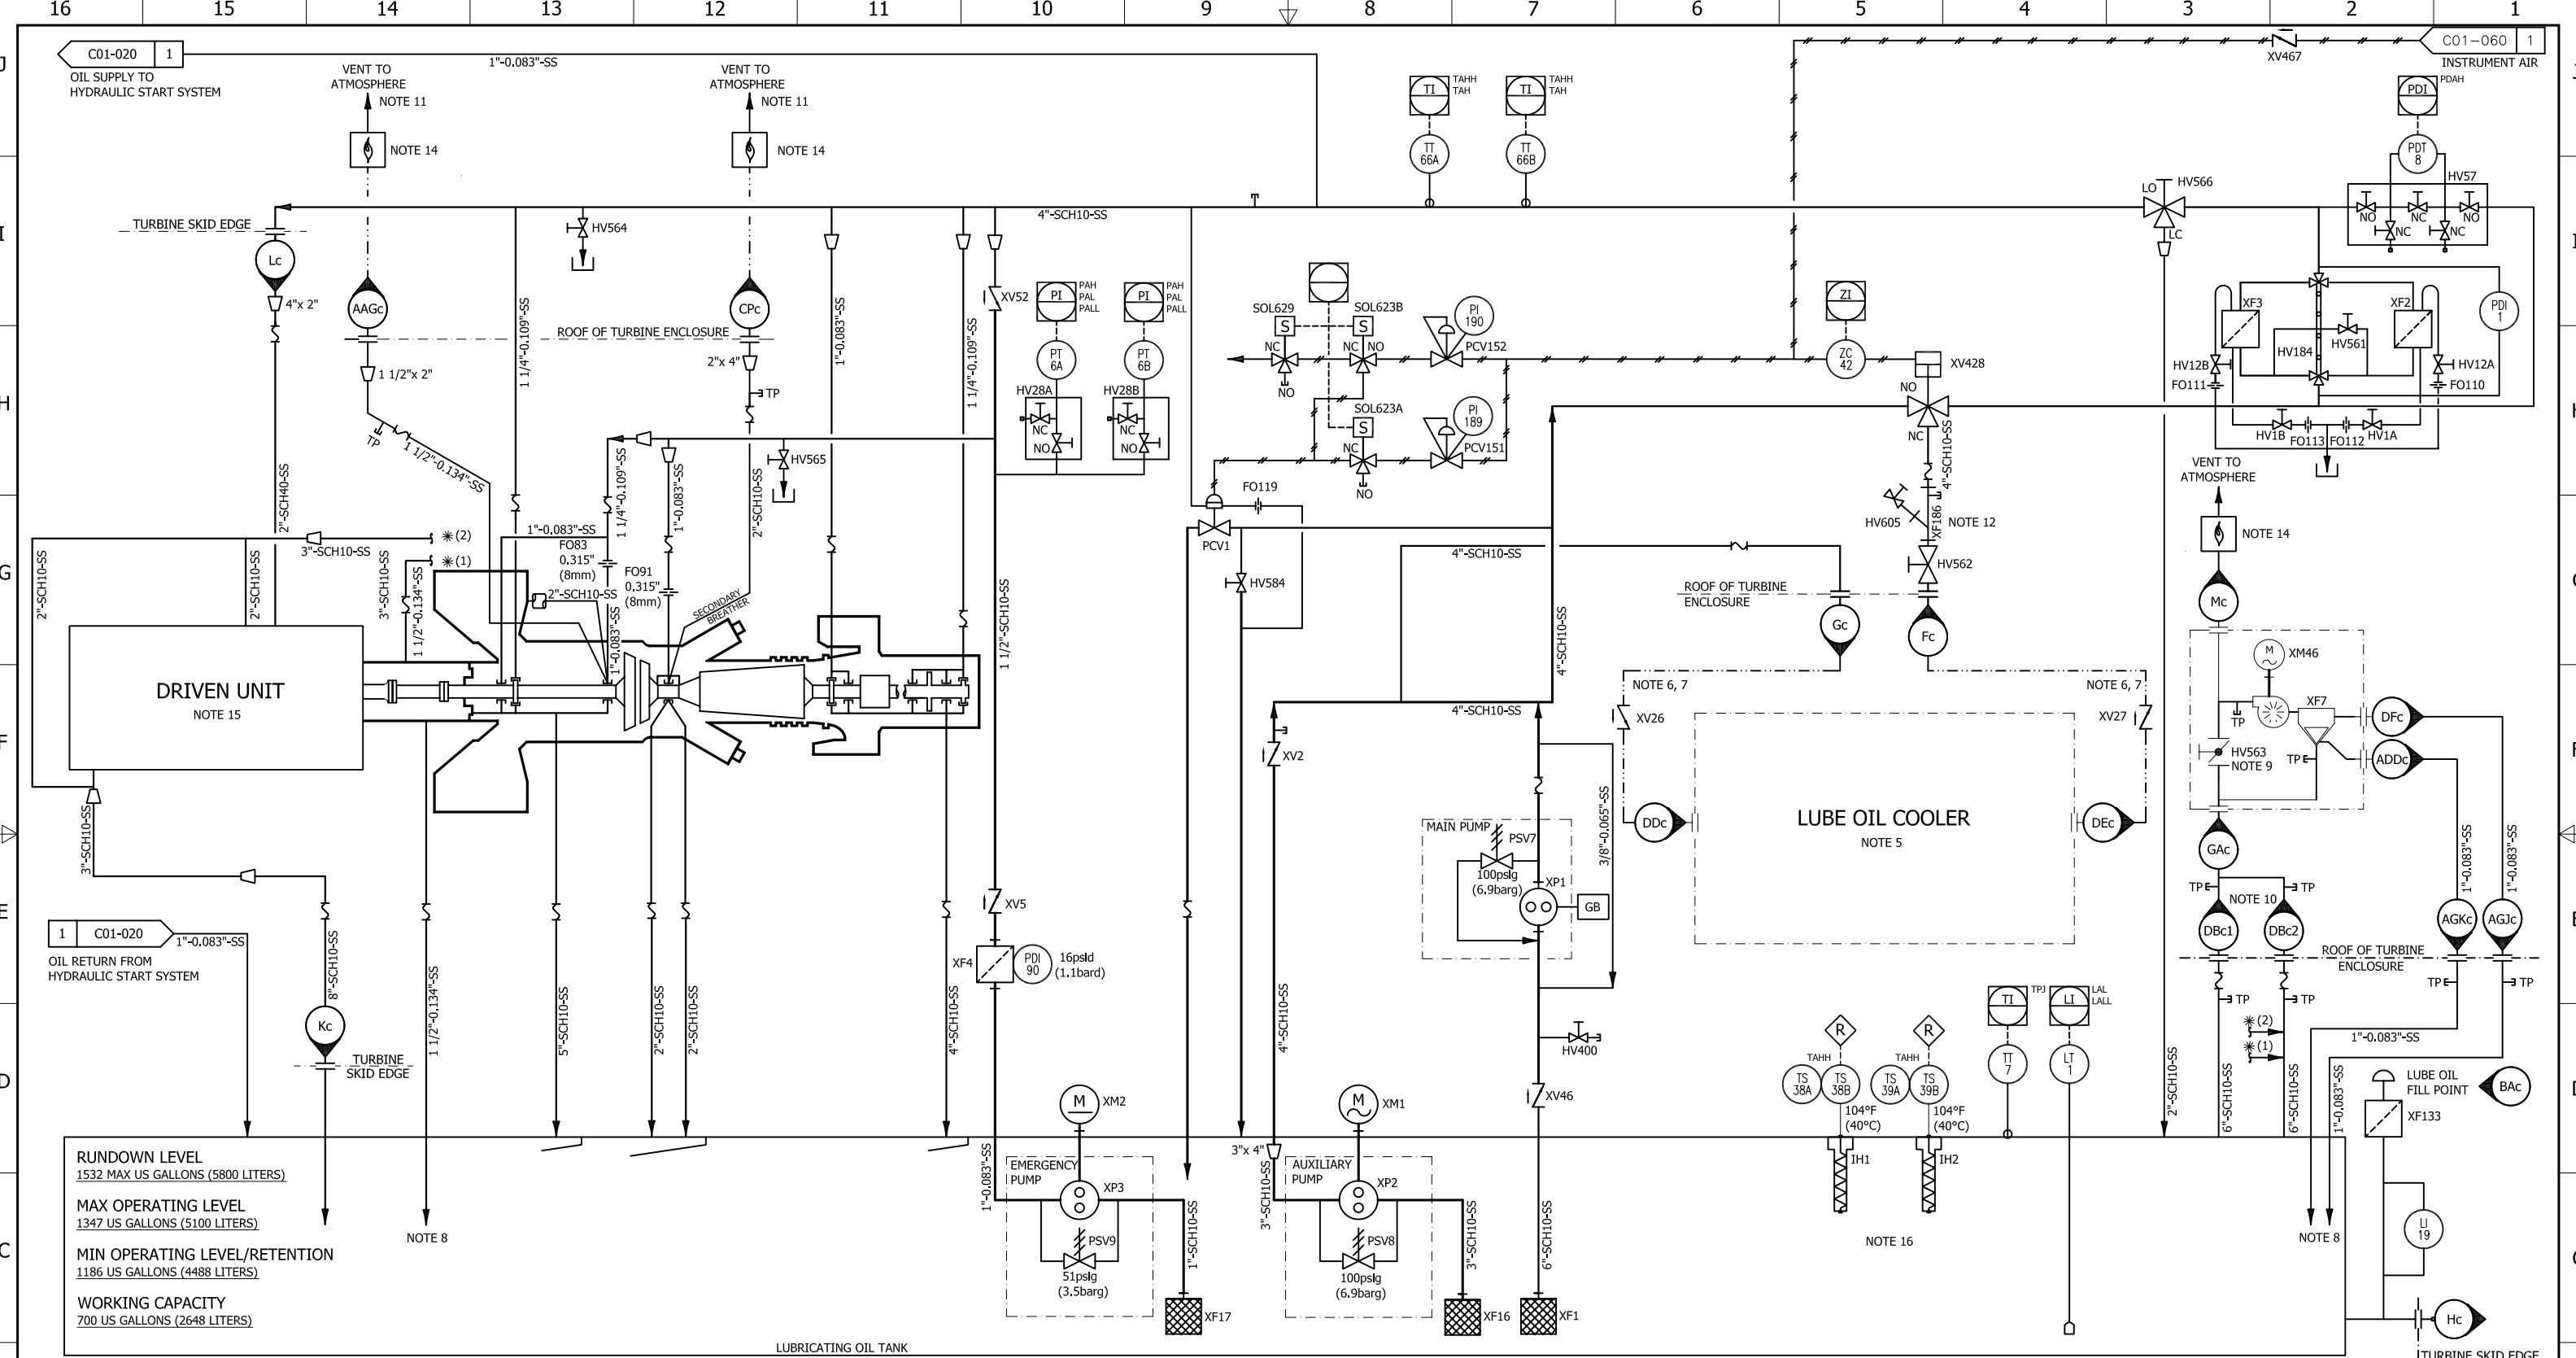 16 15 14 13 12 11 10 9 8 7 6 5 4 3 2 1
J
I
H
G
F
E
D
C
C01-020 1
OIL SUPPLY TO
HYDRAULIC START SYSTEM
1"-0.083"-SS
VENT TO
ATMOSPHERE
NOTE 11
NOTE 14
VENT TO
ATMOSPHERE
NOTE 11
NOTE 14
TI
TAHH
TAH
TT
66A
TI
TAHH
TAH
TT
66B
XV467
C01-060 1
INSTRUMENT AIR
PDI
PDAH
PDT
8
HV57
NO
NC
NO
NC
NC
LO
HV566
LC
TURBINE SKID EDGE
Lc
4"x 2"
AAGc
1 1/2"x 2"
TP
1 1/2"-0.134"-SS
HV564
1 1/4"-0.109"-SS
ROOF OF TURBINE ENCLOSURE
CPc
2"x 4"
TP
1"-0.083"-SS
1 1/4"-0.109"-SS
4"-SCH10-SS
XV52
PI
PAH
PAL
PALL
PT
6A
HV28A
NC
NO
PI
PAH
PAL
PALL
PT
6B
HV28B
NC
NO
SOL629
S
NC
NO
SOL623B
S
NC
NO
PI
190
PCV152
SOL623A
S
NC
NO
PI
189
PCV151
ZI
ZC
42
XV428
NO
NC
4"-SCH10-SS
XF3
XF2
HV184
HV561
HV12B
FO111
HV12A
FO110
PDI
1
HV1B
FO113
FO112
HV1A
HV565
2"-SCH40-SS
1 1/4"-0.109"-SS
1"-0.083"-SS
2"-SCH10-SS
2"-SCH10-SS
2"-SCH10-SS
3"-SCH10-SS
(2)
(1)
3"-SCH10-SS
1 1/2"-0.134"-SS
1"-0.083"-SS
FO83
0.315"
(8mm)
FO91
0.315"
(8mm)
2"-SCH10-SS
1"-0.083"-SS
SECONDARY
BREATHER
1 1/2"-SCH10-SS
FO119
PCV1
HV584
4"-SCH10-SS
4"-SCH10-SS
4"-SCH10-SS
HV605
XF186
NOTE 12
HV562
ROOF OF TURBINE
ENCLOSURE
Gc
Fc
NOTE 6, 7
NOTE 6, 7
XV26
XV27
DDc
DEc
LUBE OIL COOLER
NOTE 5
VENT TO
ATMOSPHERE
NOTE 14
Mc
M
XM46
XF7
TP
HV563
NOTE 9
TP
DFc
ADDc
GAc
TP
TP
NOTE 10
DBc1
DBc2
AGKc
AGJc
1"-0.083"-SS
1"-0.083"-SS
ROOF OF TURBINE
ENCLOSURE
TP
TP
TP
TP
(2)
(1)
6"-SCH10-SS
6"-SCH10-SS
1"-0.083"-SS
1"-0.083"-SS
DRIVEN UNIT
NOTE 15
3"-SCH10-SS
1 C01-020
1"-0.083"-SS
OIL RETURN FROM
HYDRAULIC START SYSTEM
8"-SCH10-SS
Kc
TURBINE
SKID EDGE
1 1/2"-0.134"-SS
5"-SCH10-SS
2"-SCH10-SS
2"-SCH10-SS
4"-SCH10-SS
XV5
XF4
PDI
90
16psid
(1.1bard)
XV2
4"-SCH10-SS
MAIN PUMP
PSV7
100psig
(6.9barg)
XP1
GB
3/8"-0.065"-SS
HV400
XV46
R
TAHH
TS
38A
TS
38B
104°F
(40°C)
IH1
R
TAHH
TS
39A
TS
39B
104°F
(40°C)
IH2
TI
TPJ
TT
7
LI
LAL
LALL
LT
1
2"-SCH10-SS
LUBE OIL
FILL POINT
BAc
XF133
LI
19
Hc
TURBINE SKID EDGE
RUNDOWN LEVEL
1532 MAX US GALLONS (5800 LITERS)
MAX OPERATING LEVEL
1347 US GALLONS (5100 LITERS)
MIN OPERATING LEVEL/RETENTION
1186 US GALLONS (4488 LITERS)
WORKING CAPACITY
700 US GALLONS (2648 LITERS)
NOTE 8
M
XM2
1"-0.083"-SS
EMERGENCY
PUMP
XP3
PSV9
51psig
(3.5barg)
1"-SCH10-SS
XF17
M
XM1
3"x 4"
3"-SCH10-SS
AUXILIARY
PUMP
XP2
PSV8
100psig
(6.9barg)
3"-SCH10-SS
XF16
6"-SCH10-SS
XF1
NOTE 16
NOTE 8
LUBRICATING OIL TANK